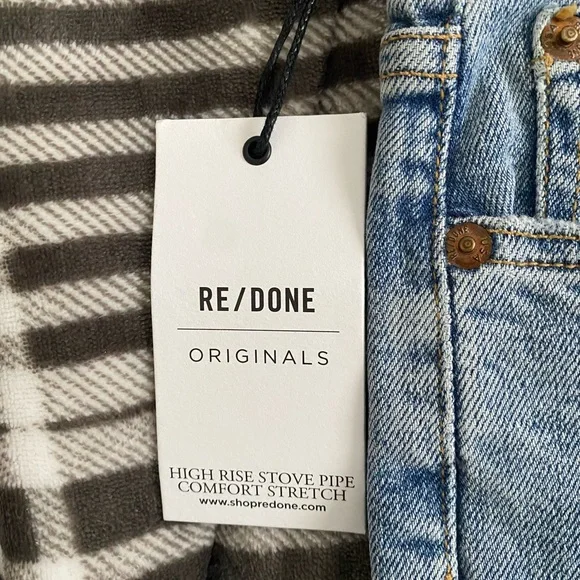 RE/DONE
ORIGINALS
HIGH RISE STOVE PIPE
COMFORT STRETCH
www.shopredone.com